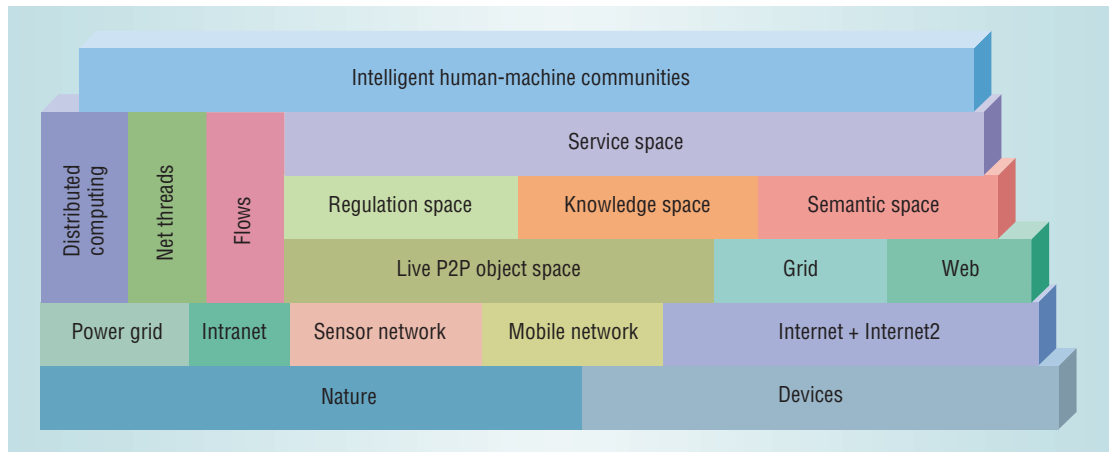 Intelligent human-machine communities
Distributed
computing
Net threads
Flows
Service space
Regulation space
Knowledge space
Semantic space
Live P2P object space
Grid
Web
Power grid
Intranet
Sensor network
Mobile network
Internet + Internet2
Nature
Devices